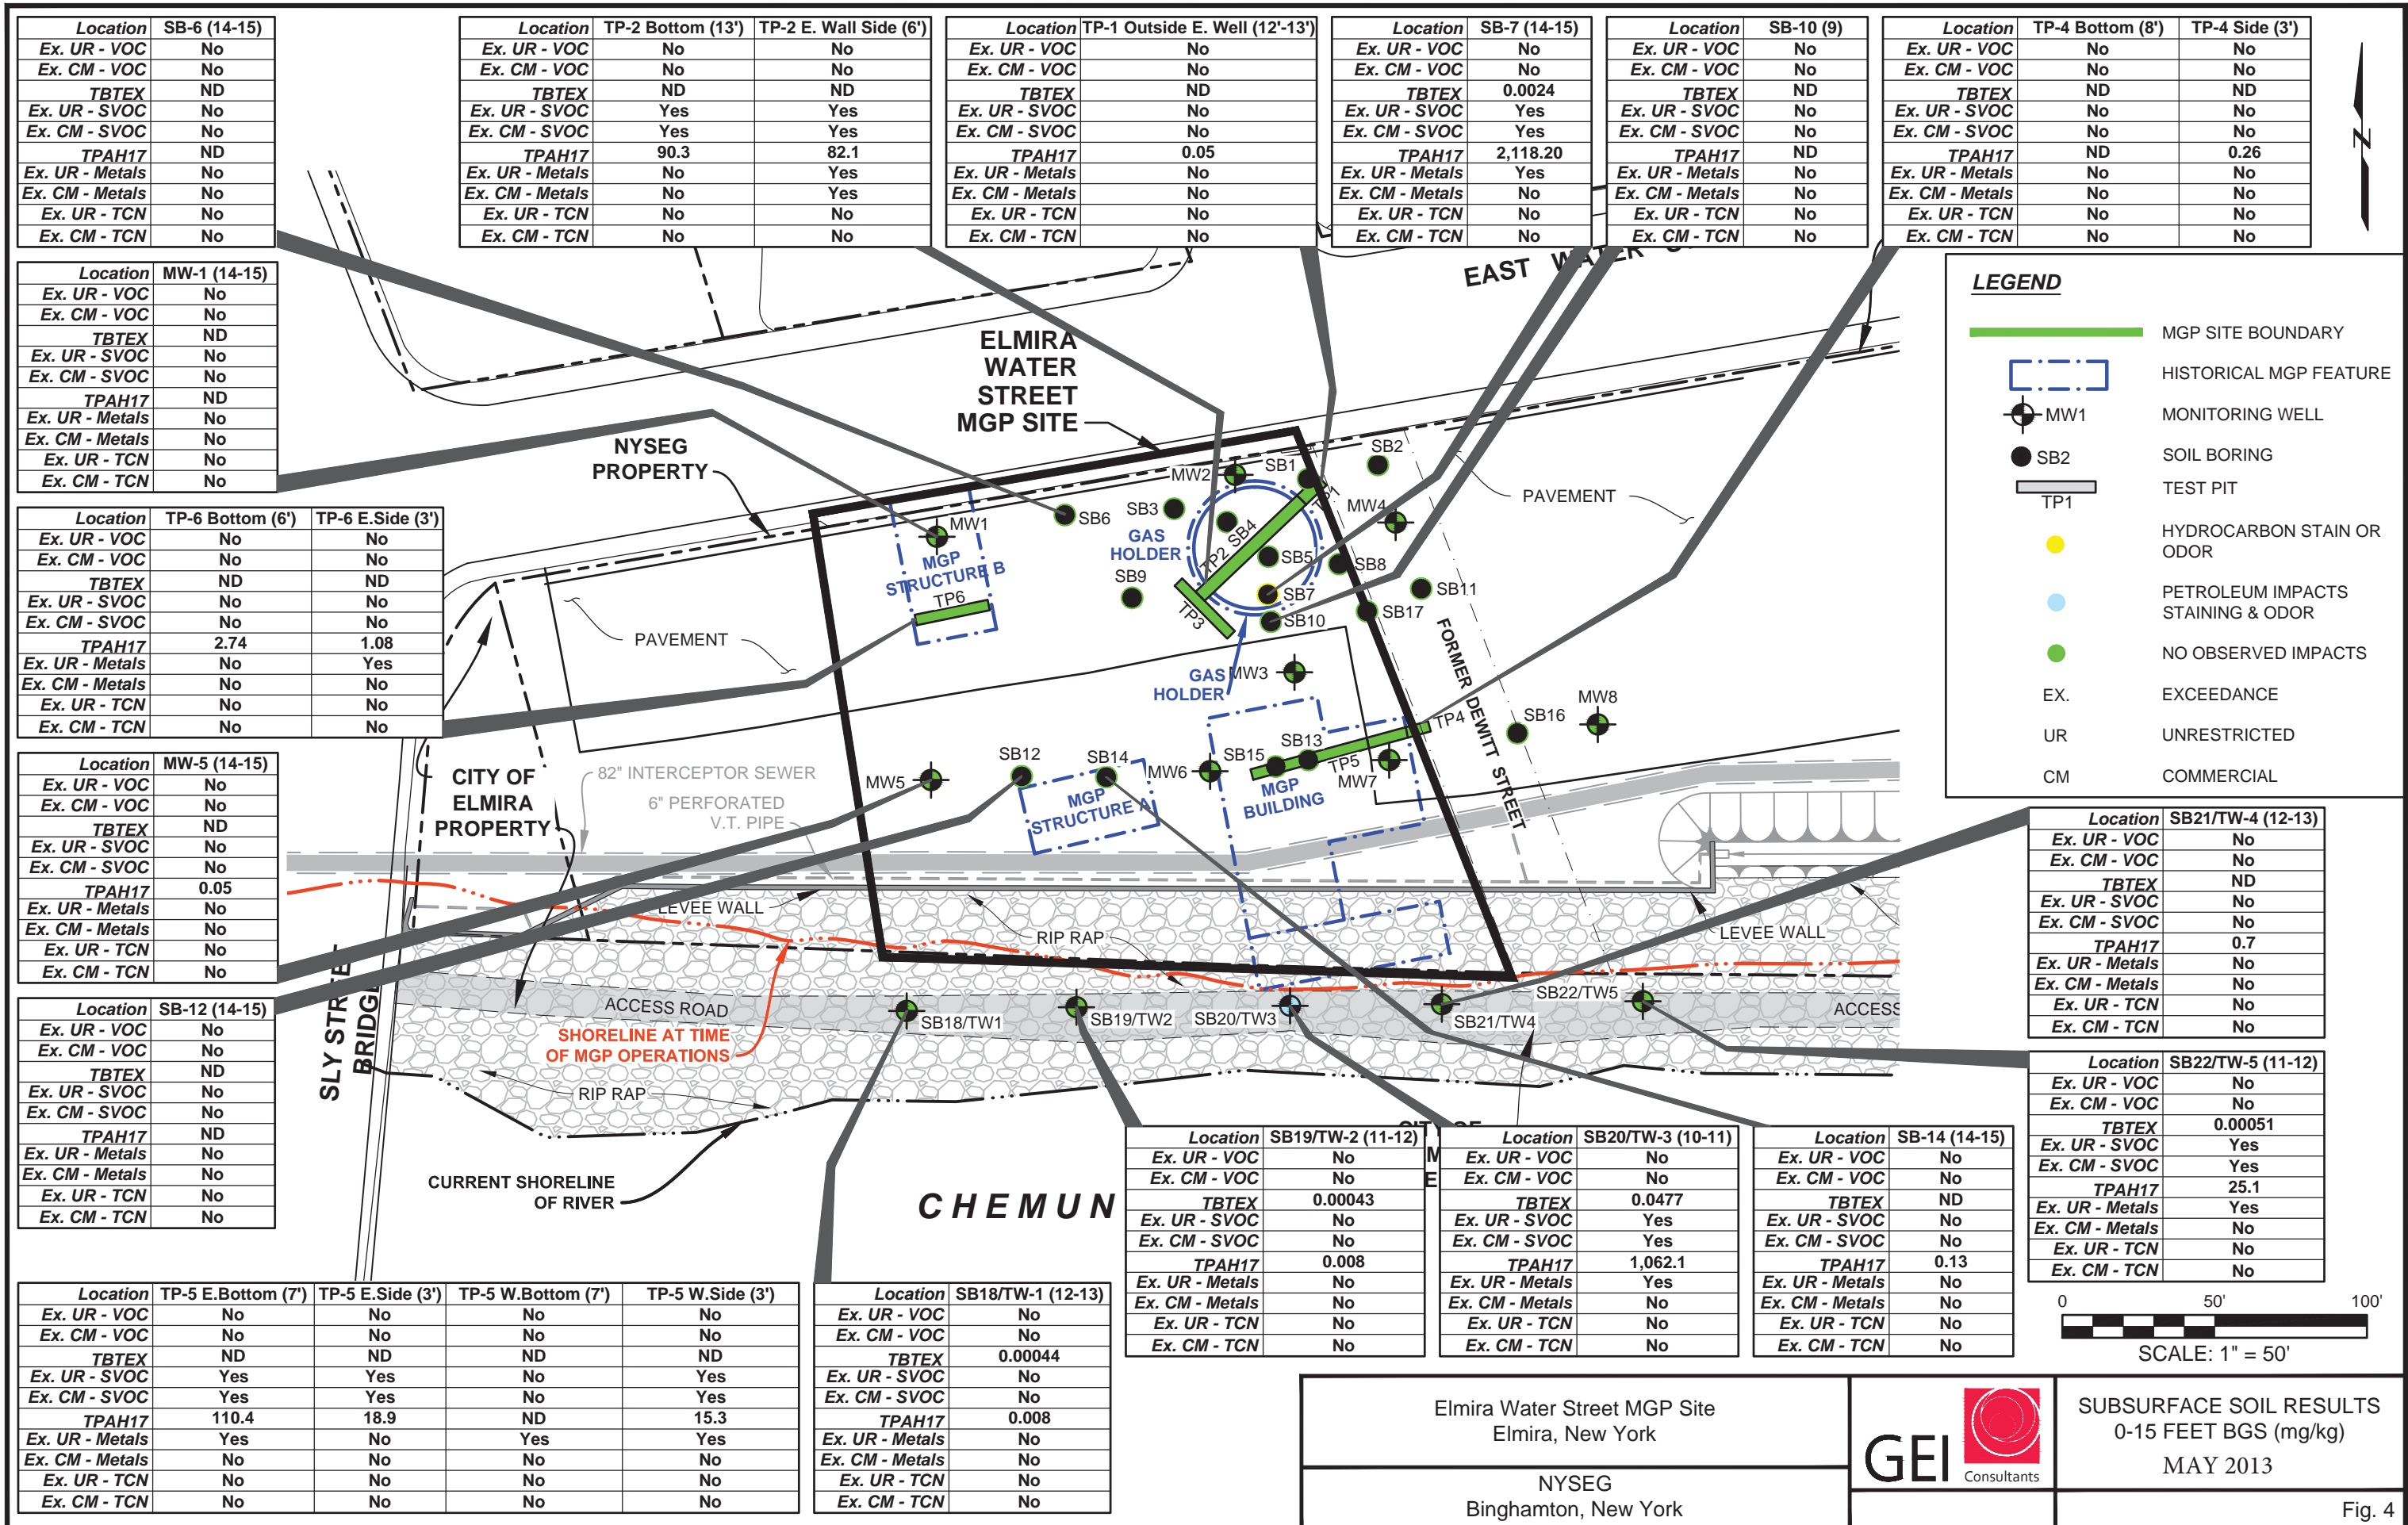 Location SB-6 (14-15)
Ex. UR - VOC No
Ex. CM - VOC No
TBTEX ND
Ex. UR - SVOC No
Ex. CM - SVOC No
TPAH17 ND
Ex. UR - Metals No
Ex. CM - Metals No
Ex. UR - TCN No
Ex. CM - TCN No
Location TP-2 Bottom (13') TP-2 E. Wall Side (6')
Ex. UR - VOC No No
Ex. CM - VOC No No
TBTEX ND ND
Ex. UR - SVOC Yes Yes
Ex. CM - SVOC Yes Yes
TPAH17 90.3 82.1
Ex. UR - Metals No Yes
Ex. CM - Metals No Yes
Ex. UR - TCN No No
Ex. CM - TCN No No
Location TP-1 Outside E. Well (12'-13')
Ex. UR - VOC No
Ex. CM - VOC No
TBTEX ND
Ex. UR - SVOC No
Ex. CM - SVOC No
TPAH17 0.05
Ex. UR - Metals No
Ex. CM - Metals No
Ex. UR - TCN No
Ex. CM - TCN No
Location SB-7 (14-15)
Ex. UR - VOC No
Ex. CM - VOC No
TBTEX 0.0024
Ex. UR - SVOC Yes
Ex. CM - SVOC Yes
TPAH17 2,118.20
Ex. UR - Metals Yes
Ex. CM - Metals No
Ex. UR - TCN No
Ex. CM - TCN No
Location SB-10 (9)
Ex. UR - VOC No
Ex. CM - VOC No
TBTEX ND
Ex. UR - SVOC No
Ex. CM - SVOC No
TPAH17 ND
Ex. UR - Metals No
Ex. CM - Metals No
Ex. UR - TCN No
Ex. CM - TCN No
Location TP-4 Bottom (8') TP-4 Side (3')
Ex. UR - VOC No No
Ex. CM - VOC No No
TBTEX ND ND
Ex. UR - SVOC No No
Ex. CM - SVOC No No
TPAH17 ND 0.26
Ex. UR - Metals No No
Ex. CM - Metals No No
Ex. UR - TCN No No
Ex. CM - TCN No No
N
Location MW-1 (14-15)
Ex. UR - VOC No
Ex. CM - VOC No
TBTEX ND
Ex. UR - SVOC No
Ex. CM - SVOC No
TPAH17 ND
Ex. UR - Metals No
Ex. CM - Metals No
Ex. UR - TCN No
Ex. CM - TCN No
Location TP-6 Bottom (6') TP-6 E.Side (3')
Ex. UR - VOC No No
Ex. CM - VOC No No
TBTEX ND ND
Ex. UR - SVOC No No
Ex. CM - SVOC No No
TPAH17 2.74 1.08
Ex. UR - Metals No Yes
Ex. CM - Metals No No
Ex. UR - TCN No No
Ex. CM - TCN No No
Location MW-5 (14-15)
Ex. UR - VOC No
Ex. CM - VOC No
TBTEX ND
Ex. UR - SVOC No
Ex. CM - SVOC No
TPAH17 0.05
Ex. UR - Metals No
Ex. CM - Metals No
Ex. UR - TCN No
Ex. CM - TCN No
Location SB-12 (14-15)
Ex. UR - VOC No
Ex. CM - VOC No
TBTEX ND
Ex. UR - SVOC No
Ex. CM - SVOC No
TPAH17 ND
Ex. UR - Metals No
Ex. CM - Metals No
Ex. UR - TCN No
Ex. CM - TCN No
EAST WATER
ELMIRA
WATER
STREET
MGP SITE
NYSEG
PROPERTY
PAVEMENT
PAVEMENT
MW1
MGP
STRUCTURE B
TP6
SB6
SB3
SB9
MW2
SB1
SB2
TP1
GAS
HOLDER
TP2
SB4
SB5
MW4
SB8
SB7
SB11
TP3
SB10
SB17
GAS
HOLDER
MW3
FORMER DEWITT STREET
TP4
SB16
MW8
CITY OF
ELMIRA
PROPERTY
82" INTERCEPTOR SEWER
6" PERFORATED
V.T. PIPE
MW5
SB12
SB14
MGP
STRUCTURE A
MW6
SB15
SB13
TP5
MW7
MGP
BUILDING
LEVEE WALL
LEVEE WALL
RIP RAP
ACCESS ROAD
ACCESS
SHORELINE AT TIME
OF MGP OPERATIONS
SB18/TW1
SB19/TW2
SB20/TW3
SB21/TW4
SB22/TW5
RIP RAP
SLY STREET
BRIDGE
CURRENT SHORELINE
OF RIVER
CHEMUN
LEGEND
MGP SITE BOUNDARY
HISTORICAL MGP FEATURE
MW1 MONITORING WELL
SB2 SOIL BORING
TP1 TEST PIT
HYDROCARBON STAIN OR
ODOR
PETROLEUM IMPACTS
STAINING & ODOR
NO OBSERVED IMPACTS
EX. EXCEEDANCE
UR UNRESTRICTED
CM COMMERCIAL
Location SB21/TW-4 (12-13)
Ex. UR - VOC No
Ex. CM - VOC No
TBTEX ND
Ex. UR - SVOC No
Ex. CM - SVOC No
TPAH17 0.7
Ex. UR - Metals No
Ex. CM - Metals No
Ex. UR - TCN No
Ex. CM - TCN No
Location SB22/TW-5 (11-12)
Ex. UR - VOC No
Ex. CM - VOC No
TBTEX 0.00051
Ex. UR - SVOC Yes
Ex. CM - SVOC Yes
TPAH17 25.1
Ex. UR - Metals Yes
Ex. CM - Metals No
Ex. UR - TCN No
Ex. CM - TCN No
Location SB19/TW-2 (11-12)
Ex. UR - VOC No
Ex. CM - VOC No
TBTEX 0.00043
Ex. UR - SVOC No
Ex. CM - SVOC No
TPAH17 0.008
Ex. UR - Metals No
Ex. CM - Metals No
Ex. UR - TCN No
Ex. CM - TCN No
Location SB20/TW-3 (10-11)
Ex. UR - VOC No
Ex. CM - VOC No
TBTEX 0.0477
Ex. UR - SVOC Yes
Ex. CM - SVOC Yes
TPAH17 1,062.1
Ex. UR - Metals Yes
Ex. CM - Metals No
Ex. UR - TCN No
Ex. CM - TCN No
Location SB-14 (14-15)
Ex. UR - VOC No
Ex. CM - VOC No
TBTEX ND
Ex. UR - SVOC No
Ex. CM - SVOC No
TPAH17 0.13
Ex. UR - Metals No
Ex. CM - Metals No
Ex. UR - TCN No
Ex. CM - TCN No
Location TP-5 E.Bottom (7') TP-5 E.Side (3') TP-5 W.Bottom (7') TP-5 W.Side (3')
Ex. UR - VOC No No No No
Ex. CM - VOC No No No No
TBTEX ND ND ND ND
Ex. UR - SVOC Yes Yes No Yes
Ex. CM - SVOC Yes Yes No Yes
TPAH17 110.4 18.9 ND 15.3
Ex. UR - Metals Yes No Yes Yes
Ex. CM - Metals No No No No
Ex. UR - TCN No No No No
Ex. CM - TCN No No No No
Location SB18/TW-1 (12-13)
Ex. UR - VOC No
Ex. CM - VOC No
TBTEX 0.00044
Ex. UR - SVOC No
Ex. CM - SVOC No
TPAH17 0.008
Ex. UR - Metals No
Ex. CM - Metals No
Ex. UR - TCN No
Ex. CM - TCN No
0 50' 100'
SCALE: 1" = 50'
Elmira Water Street MGP Site
Elmira, New York
NYSEG
Binghamton, New York
GEI
Consultants
SUBSURFACE SOIL RESULTS
0-15 FEET BGS (mg/kg)
MAY 2013
Fig. 4